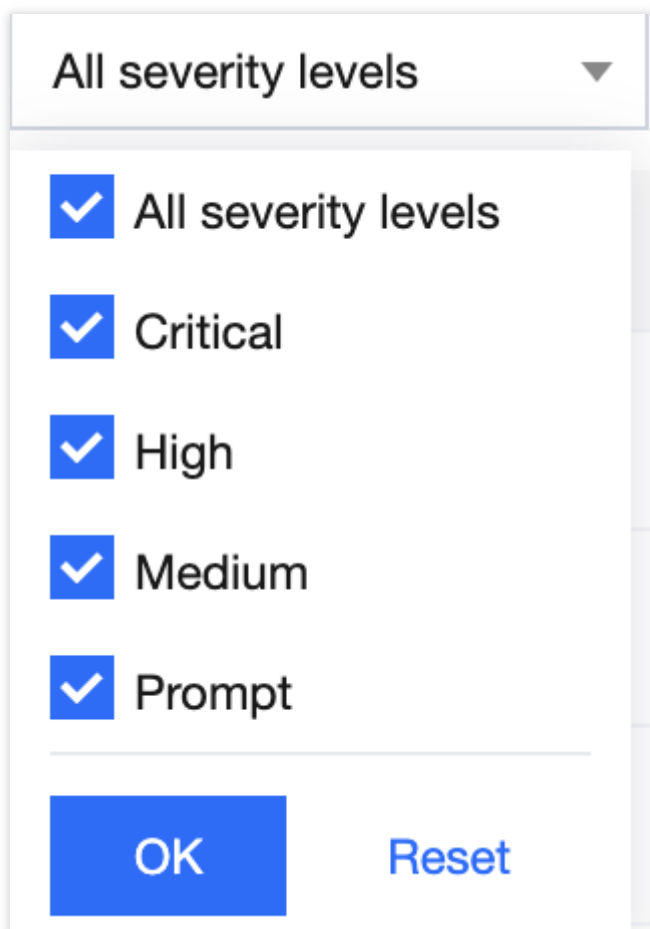 All severity levels
All severity levels
Critical
High
Medium
Prompt
OK Reset